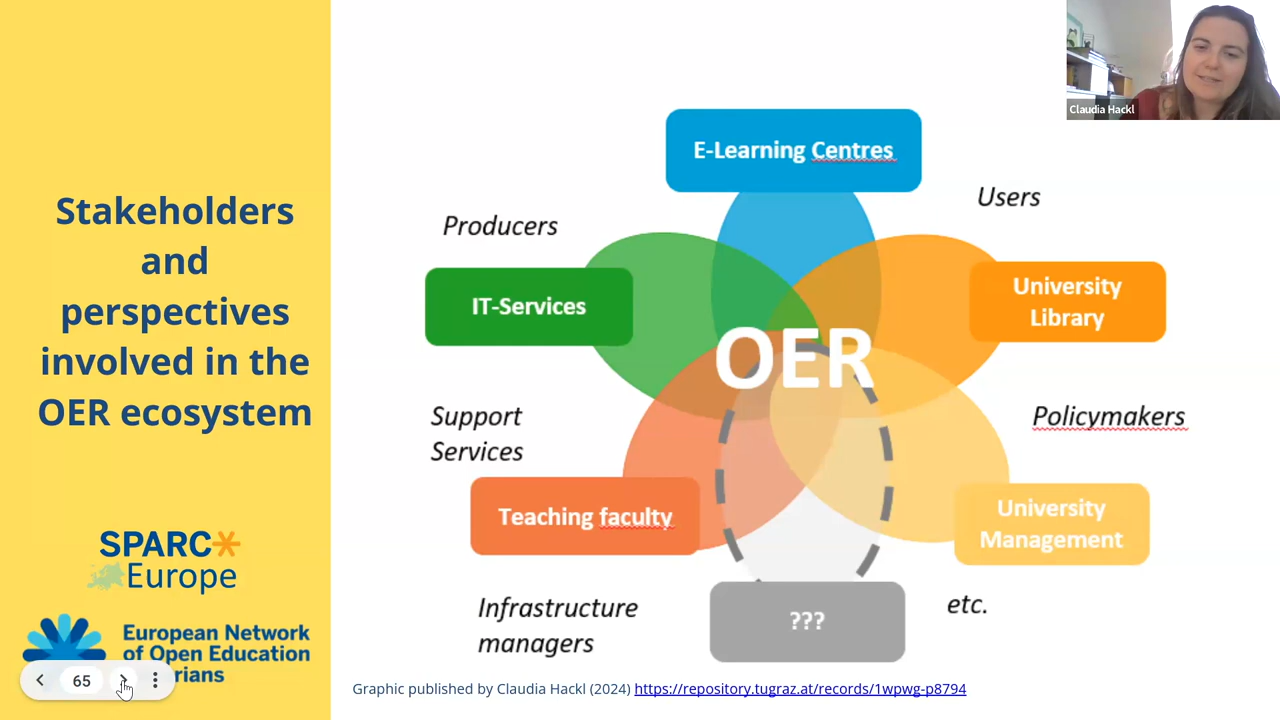 Stakeholders
and
perspectives
involved in the
OER ecosystem
SPARC
Europe
European Network
of Open Education
rians
65
E-Learning Centres
Producers
Users
IT-Services
University
Library
OER
Support
Services
Policymakers
Teaching faculty
University
Management
Infrastructure
managers
???
etc.
Graphic published by Claudia Hackl (2024) https://repository.tugraz.at/records/1wpwg-p8794
Claudia Hackl